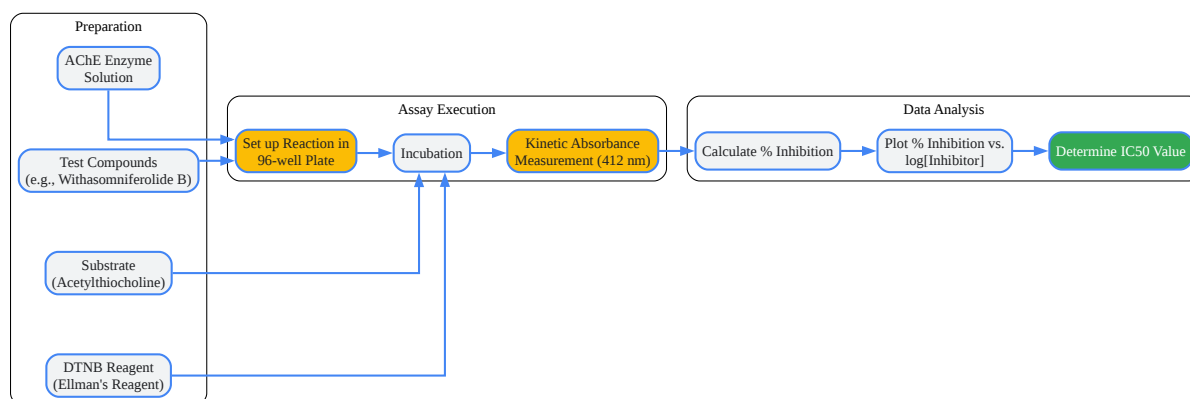 Preparation
AChE Enzyme
Solution
Test Compounds
(e.g., Withasomniferolide B)
Substrate
(Acetylthiocholine)
DTNB Reagent
(Ellman's Reagent)
Assay Execution
Set up Reaction in
96-well Plate
Incubation
Kinetic Absorbance
Measurement (412 nm)
Data Analysis
Calculate % Inhibition
Plot % Inhibition vs.
log[Inhibitor]
Determine IC50 Value